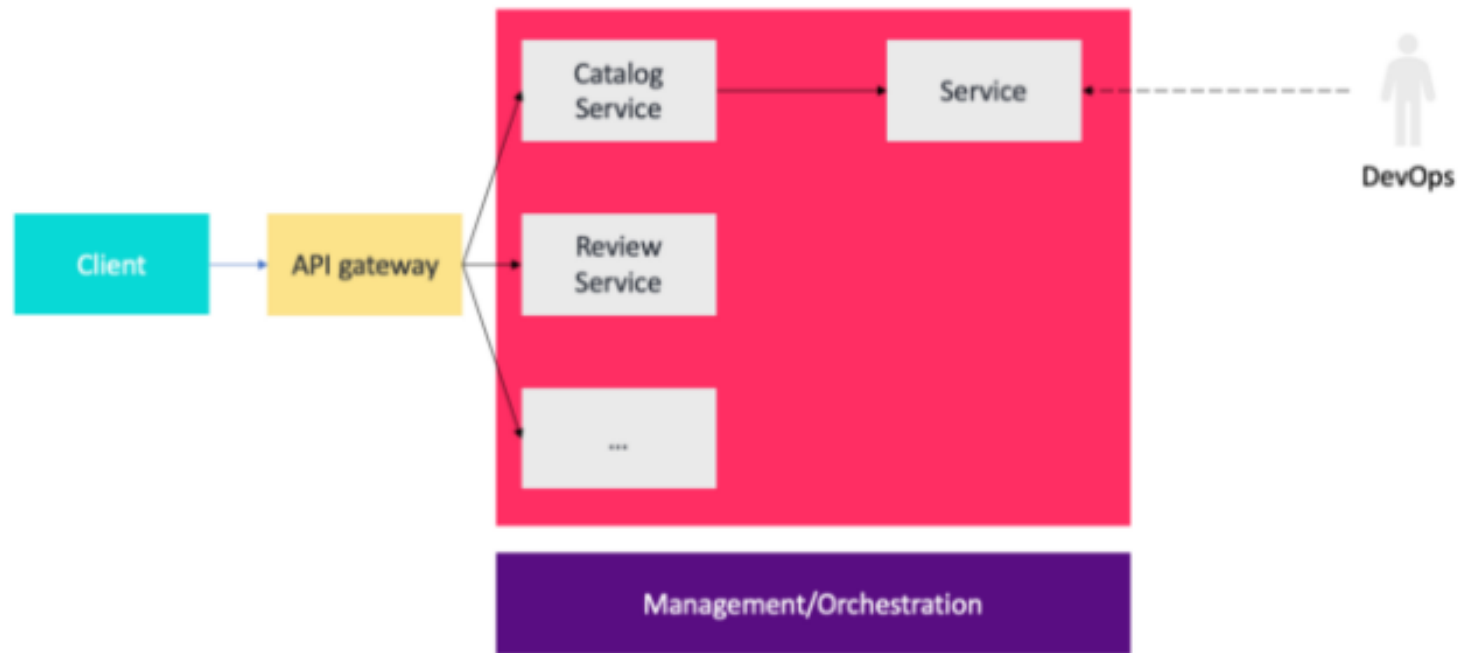 Catalog
Service
Service
DevOps
Client
API gateway
Review
Service
...
Management/Orchestration